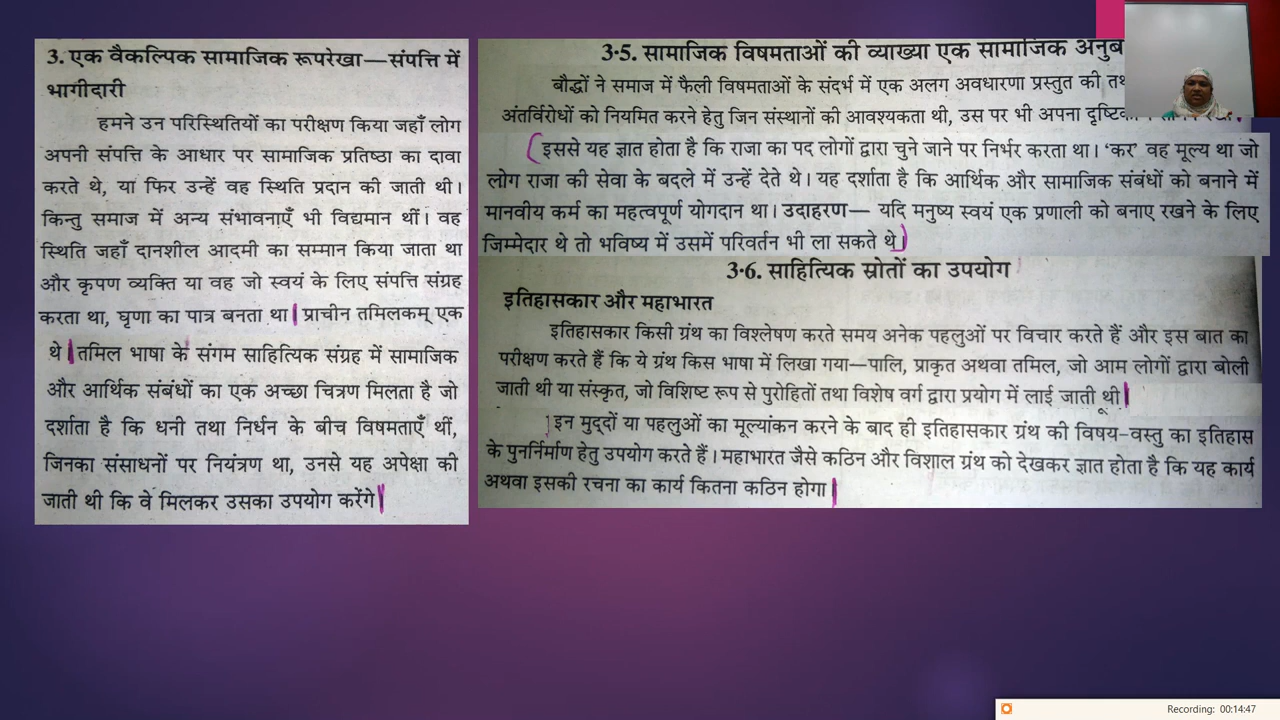 3. एक वैकल्पिक सामाजिक रूपरेखा—संपत्ति में
भागीदारी
हमने उन परिस्थितियों का परीक्षण किया जहाँ लोग
अपनी संपत्ति के आधार पर सामाजिक प्रतिष्ठा का दावा
करते थे, या फिर उन्हें वह स्थिति प्रदान की जाती थी।
किन्तु समाज में अन्य संभावनाएँ भी विद्यमान थीं। वह
स्थिति जहाँ दानशील आदमी का सम्मान किया जाता था
और कृपण व्यक्ति या वह जो स्वयं के लिए संपत्ति संग्रह
करता था, घृणा का पात्र बनता था। प्राचीन तमिलकम् एक
थे। तमिल भाषा के संगम साहित्यिक संग्रह में सामाजिक
और आर्थिक संबंधों का एक अच्छा चित्रण मिलता है जो
दर्शाता है कि धनी तथा निर्धन के बीच विषमताएँ थीं,
जिनका संसाधनों पर नियंत्रण था, उनसे यह अपेक्षा की
जाती थी कि वे मिलकर उसका उपयोग करेंगे।
3·5. सामाजिक विषमताओं की व्याख्या एक सामाजिक
बौद्धों ने समाज में फैली विषमताओं के संदर्भ में एक अलग अवधारणा प्रस्तुत की
अंतर्विरोधों को नियमित करने हेतु जिन संस्थानों की आवश्यकता थी, उस पर भी अपना
इससे यह ज्ञात होता है कि राजा का पद लोगों द्वारा चुने जाने पर निर्भर करता था। 'कर' वह मूल्य था जो
लोग राजा की सेवा के बदले में उन्हें देते थे। यह दर्शाता है कि आर्थिक और सामाजिक संबंधों को बनाने में
मानवीय कर्म का महत्वपूर्ण योगदान था। उदाहरण— यदि मनुष्य स्वयं एक प्रणाली को बनाए रखने के लिए
जिम्मेदार थे तो भविष्य में उसमें परिवर्तन भी ला सकते थे
3·6. साहित्यिक स्रोतों का उपयोग
इतिहासकार और महाभारत
इतिहासकार किसी ग्रंथ का विश्लेषण करते समय अनेक पहलुओं पर विचार करते हैं और इस बात का
परीक्षण करते हैं कि ये ग्रंथ किस भाषा में लिखा गया—पालि, प्राकृत अथवा तमिल, जो आम लोगों द्वारा बोली
जाती थी या संस्कृत, जो विशिष्ट रूप से पुरोहितों तथा विशेष वर्ग द्वारा प्रयोग में लाई जाती थी।
इन मुद्दों या पहलुओं का मूल्यांकन करने के बाद ही इतिहासकार ग्रंथ की विषय-वस्तु का इतिहास
के पुनर्निर्माण हेतु उपयोग करते हैं। महाभारत जैसे कठिन और विशाल ग्रंथ को देखकर ज्ञात होता है कि यह कार्य
अथवा इसकी रचना का कार्य कितना कठिन होगा।
Recording: 00:14:47